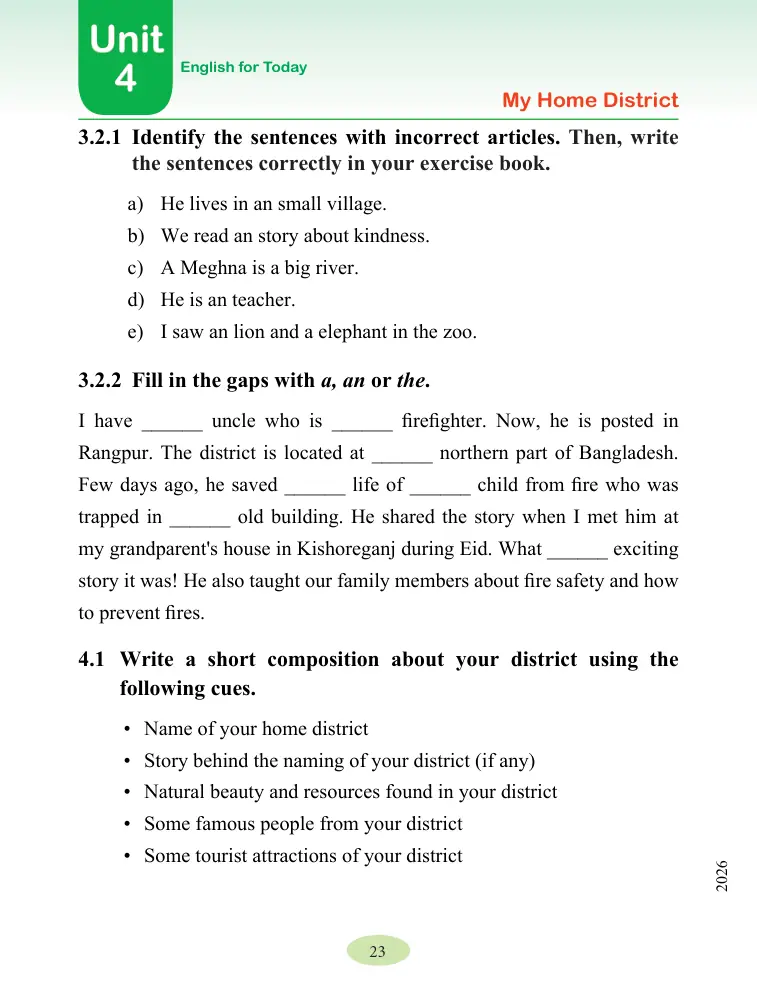 Unit
4
English for Today
My Home District
3.2.1 Identify the sentences with incorrect articles. Then, write
the sentences correctly in your exercise book.
a) He lives in an small village.
b) We read an story about kindness.
c) A Meghna is a big river.
d) He is an teacher.
e) I saw an lion and a elephant in the zoo.
3.2.2 Fill in the gaps with a, an or the.
I have ______ uncle who is ______ firefighter. Now, he is posted in
Rangpur. The district is located at ______ northern part of Bangladesh.
Few days ago, he saved ______ life of ______ child from fire who was
trapped in ______ old building. He shared the story when I met him at
my grandparent's house in Kishoreganj during Eid. What ______ exciting
story it was! He also taught our family members about fire safety and how
to prevent fires.
4.1 Write a short composition about your district using the
following cues.
• Name of your home district
• Story behind the naming of your district (if any)
• Natural beauty and resources found in your district
• Some famous people from your district
• Some tourist attractions of your district
2026
23